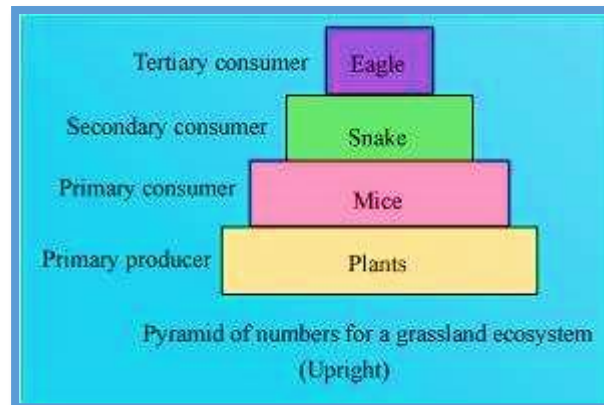 Tertiary consumer Eagle
Secondary consumer Snake
Primary consumer Mice
Primary producer Plants
Pyramid of numbers for a grassland ecosystem
(Upright)